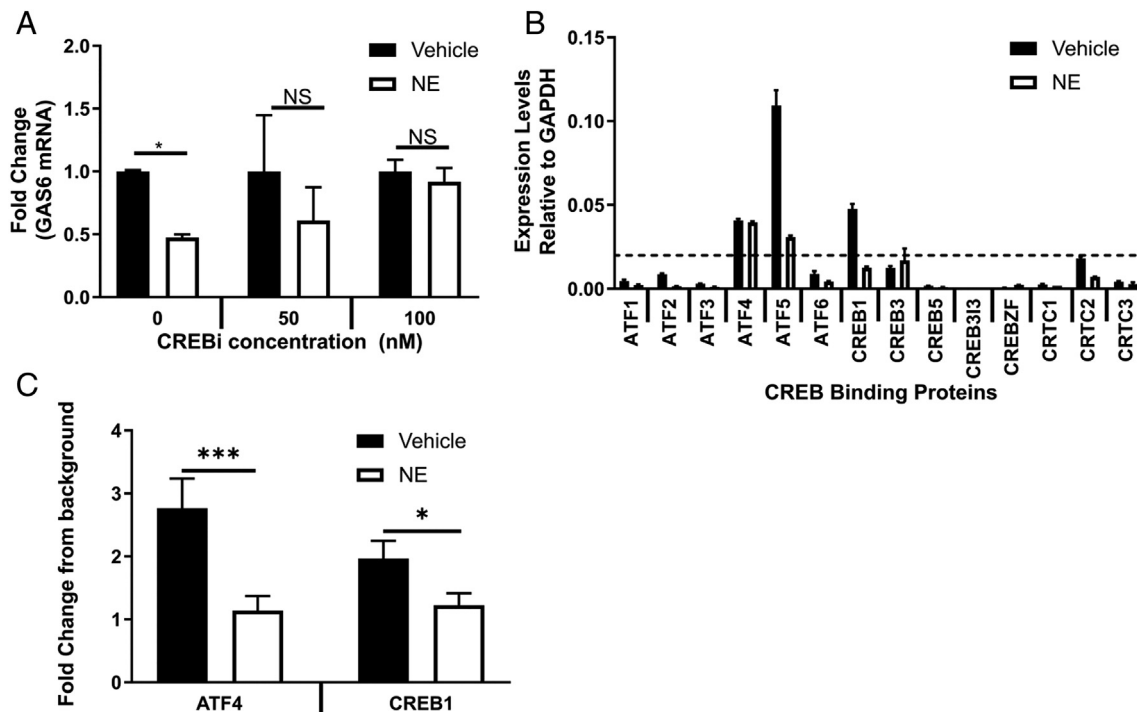 A
Fold Change
(GAS6 mRNA)
2.0
1.5
1.0
0.5
0.0
Vehicle
NE
*
NS
NS
0
50
100
CREBi concentration (nM)
B
Expression Levels
Relative to GAPDH
0.15
0.10
0.05
0.00
Vehicle
NE
ATF1
ATF2
ATF3
ATF4
ATF5
ATF6
CREB1
CREB3
CREB5
CREB3l3
CREBZF
CRTC1
CRTC2
CRTC3
CREB Binding Proteins
C
Fold Change from background
4
3
2
1
0
Vehicle
NE
***
*
ATF4
CREB1